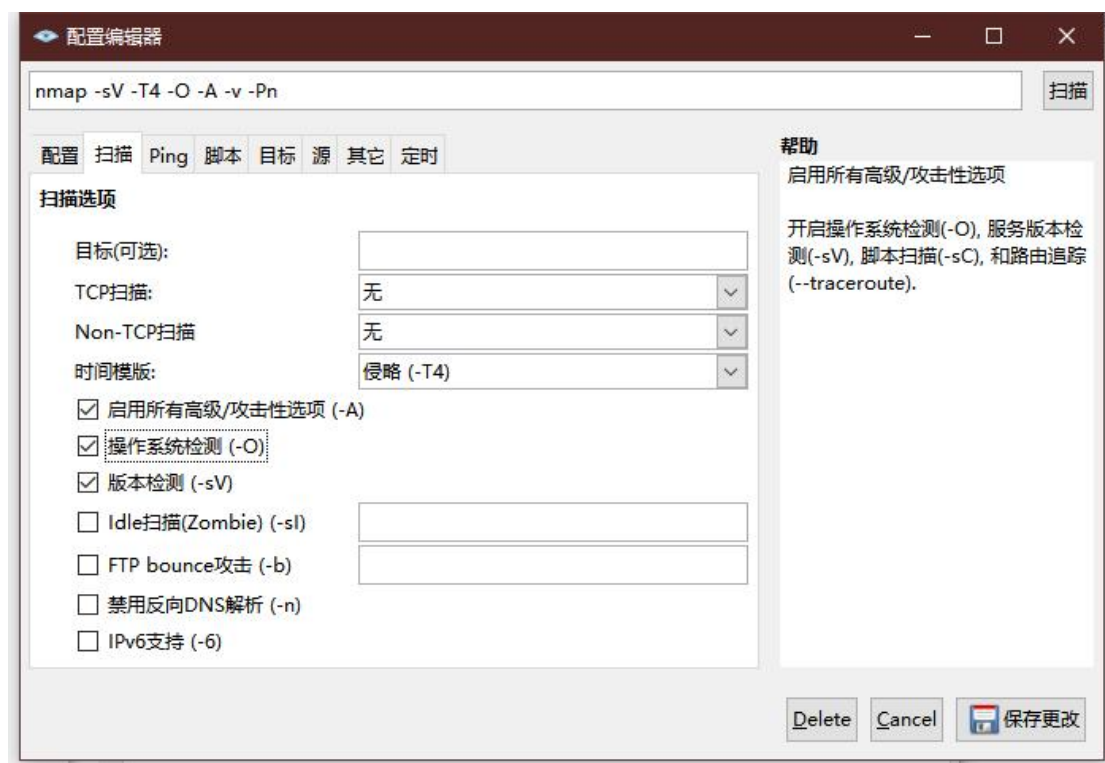 配置编辑器
nmap -sV -T4 -O -A -v -Pn
扫描
配置 扫描 Ping 脚本 目标 源 其它 定时
扫描选项
目标(可选):
TCP扫描: 无
Non-TCP扫描 无
时间模版: 侵略 (-T4)
启用所有高级/攻击性选项 (-A)
操作系统检测 (-O)
版本检测 (-sV)
Idle扫描(Zombie) (-sI)
FTP bounce攻击 (-b)
禁用反向DNS解析 (-n)
IPv6支持 (-6)
帮助
启用所有高级/攻击性选项
开启操作系统检测(-O), 服务版本检
测(-sV), 脚本扫描(-sC), 和路由追踪
(--traceroute).
Delete Cancel 保存更改